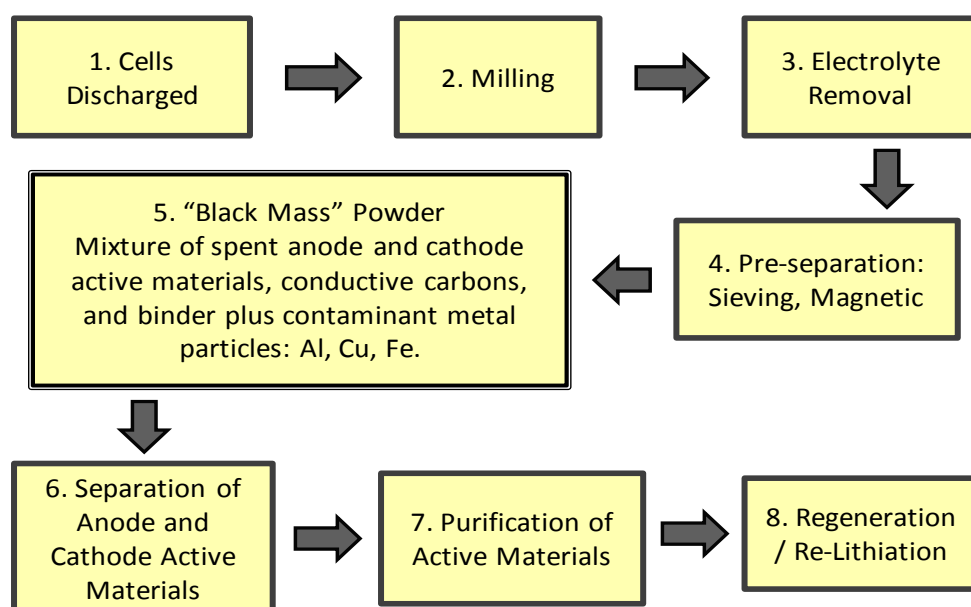 1. Cells
Discharged
2. Milling
3. Electrolyte
Removal
4. Pre-separation:
Sieving, Magnetic
5. “Black Mass” Powder
Mixture of spent anode and cathode
active materials, conductive carbons,
and binder plus contaminant metal
particles: Al, Cu, Fe.
6. Separation of
Anode and
Cathode Active
Materials
7. Purification of
Active Materials
8. Regeneration
/ Re-Lithiation